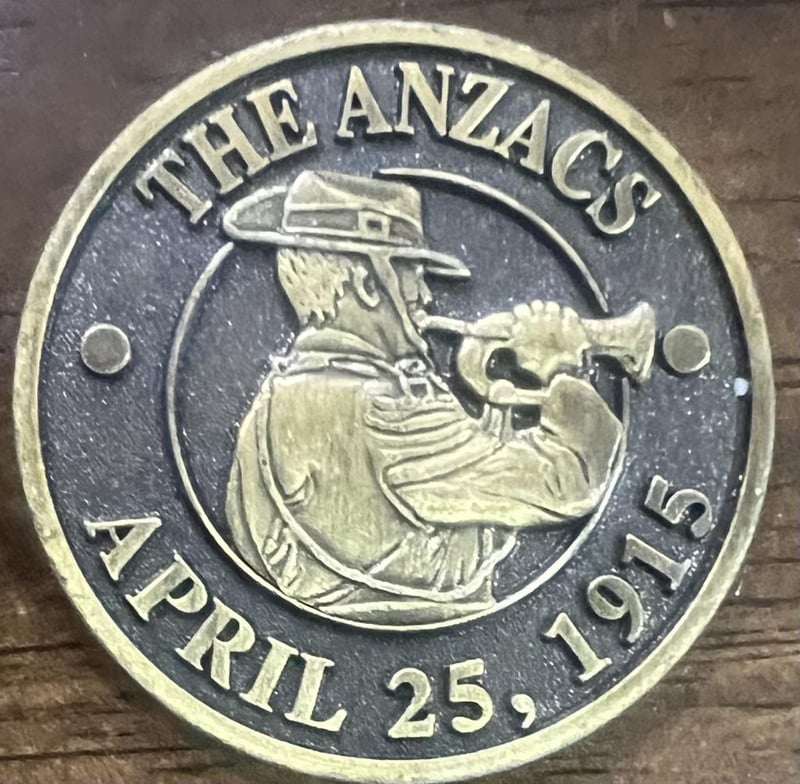 THE ANZACS
APRIL 25, 1915